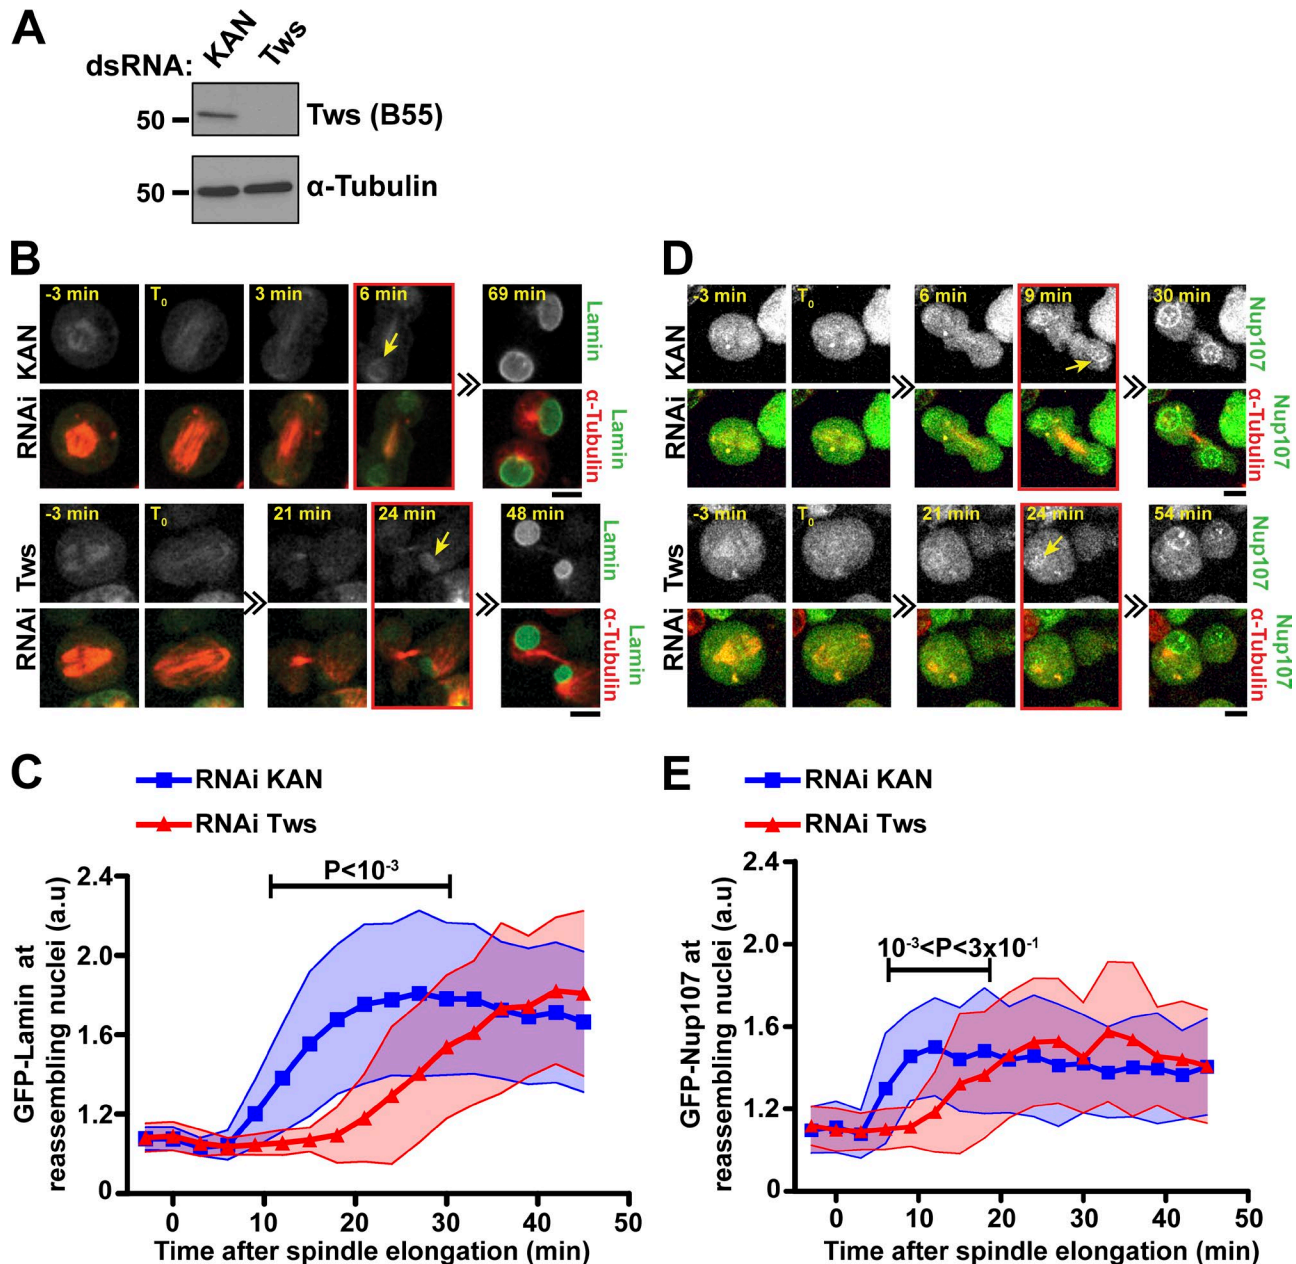 A
dsRNA: KAN Tws
50 Tws (B55)
50 α-Tubulin
B
KAN RNAi
-3 min T0 3 min 6 min 69 min Lamin
α-Tubulin Lamin
Tws RNAi
-3 min T0 21 min 24 min 48 min Lamin
α-Tubulin Lamin
D
KAN RNAi
-3 min T0 6 min 9 min 30 min Nup107
α-Tubulin Nup107
Tws RNAi
-3 min T0 21 min 24 min 54 min Nup107
α-Tubulin Nup107
C
RNAi KAN
RNAi Tws
P<10-3
GFP-Lamin at
reassembling nuclei (a.u)
2.4
2.0
1.6
1.2
0
0 10 20 30 40 50
Time after spindle elongation (min)
E
RNAi KAN
RNAi Tws
10-3<P<3x10-1
GFP-Nup107 at
reassembling nuclei (a.u)
2.4
2.0
1.6
1.2
0
0 10 20 30 40 50
Time after spindle elongation (min)